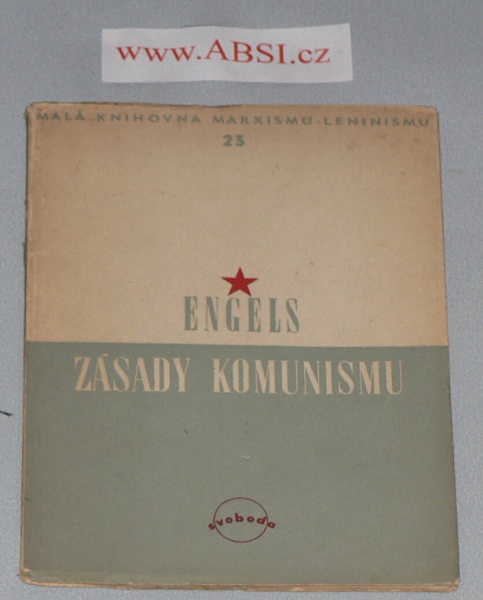 www.ABSI.cz
MALÁ KNIHOVNA MARXISMU-LENINISMU
23
ENGELS
ZÁSADY KOMUNISMU
svoboda